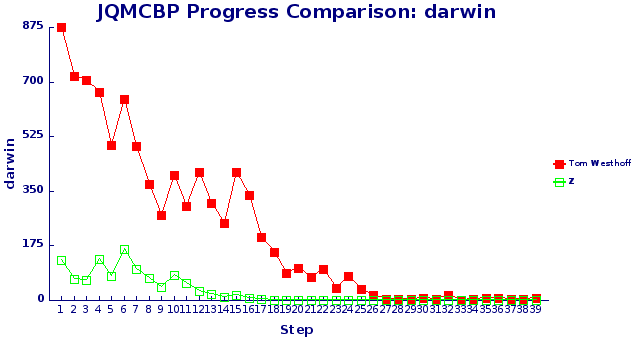 JQMCBP Progress Comparison: darwin
875
700
525
350
175
0
darwin
1 2 3 4 5 6 7 8 9 10 11 12 13 14 15 16 17 18 19 20 21 22 23 24 25 26 27 28 29 30 31 32 33 34 35 36 37 38 39
Step
Tom Westhoff
Z